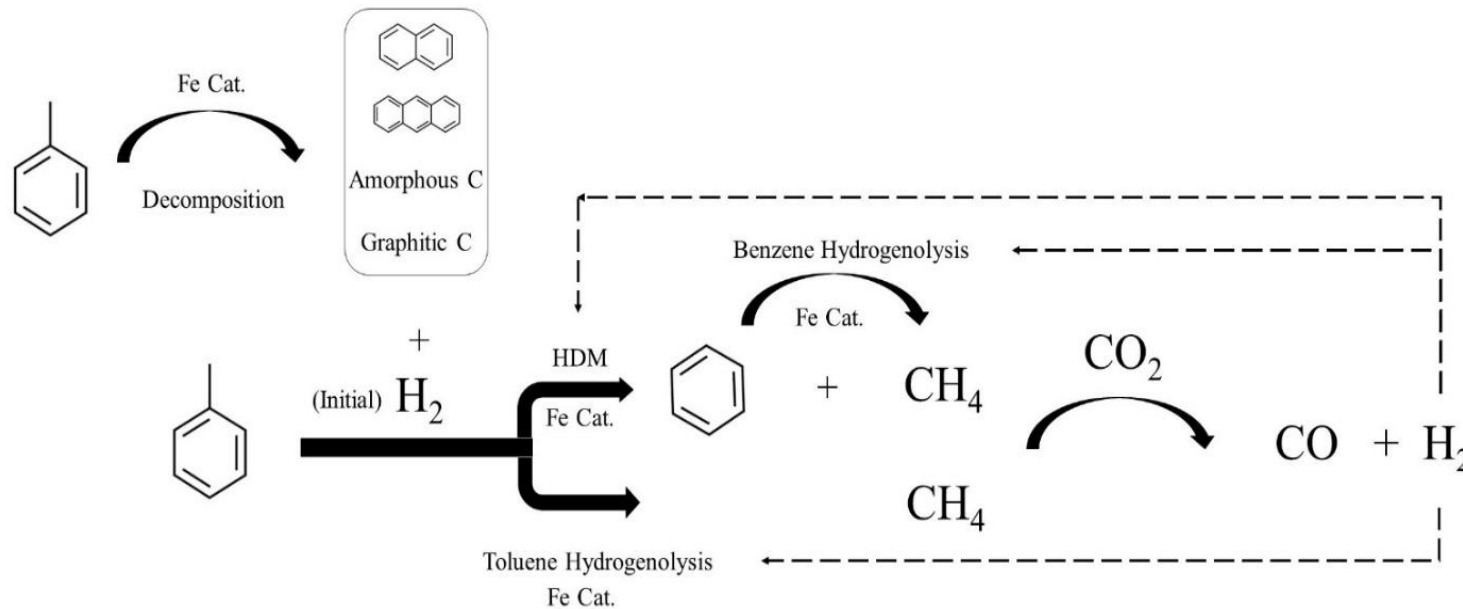 Fe Cat.
Decomposition
Amorphous C
Graphitic C
+
(Initial) H₂
HDM
Fe Cat.
Toluene Hydrogenolysis
Fe Cat.
Benzene Hydrogenolysis
Fe Cat.
+
CH₄
CH₄
CO₂
CO + H₂